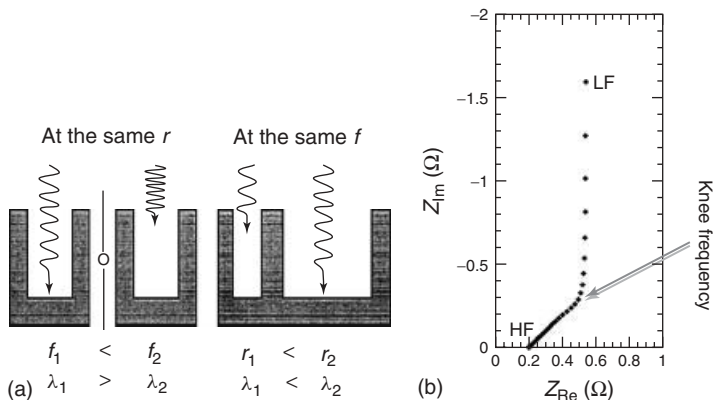 At the same r
At the same f
O
f1 < f2
λ1 > λ2
r1 < r2
λ1 < λ2
(a)
−2
−1.5
−1
−0.5
0
ZIm (Ω)
LF
HF
Knee frequency
0 0.2 0.4 0.6 0.8 1
ZRe (Ω)
(b)